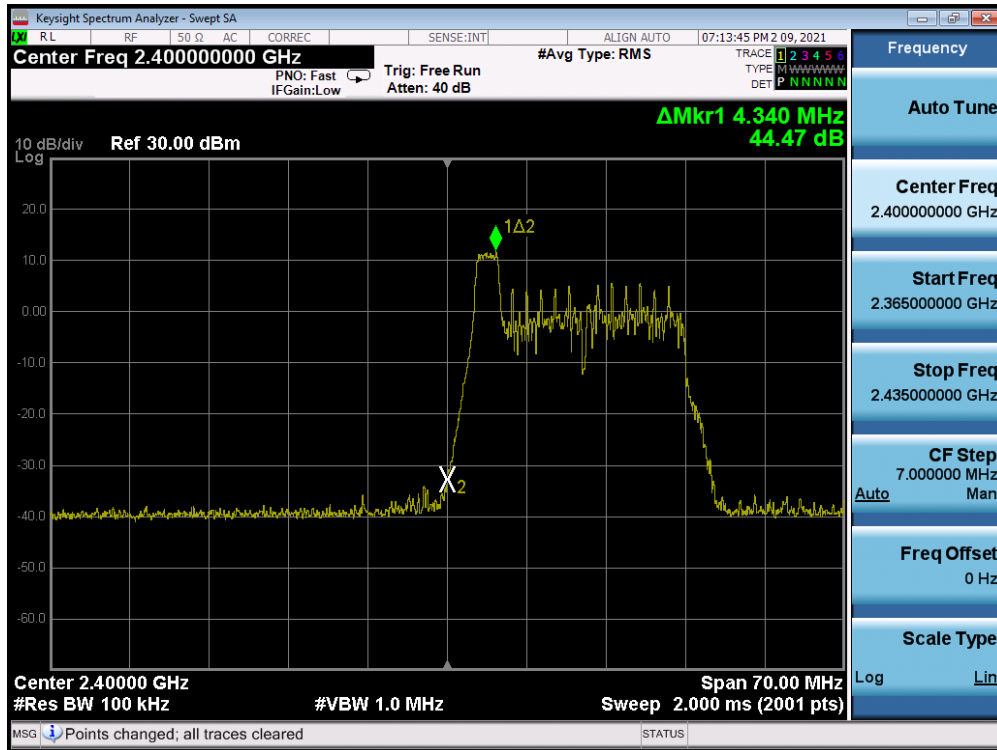 Keysight Spectrum Analyzer - Swept SA
LXI RL RF 50 Ω AC CORREC SENSE:INT ALIGN AUTO 07:13:45 PM 2 09, 2021
Center Freq 2.400000000 GHz
PNO: Fast
IFGain:Low
Trig: Free Run
Atten: 40 dB
#Avg Type: RMS
TRACE 1 2 3 4 5 6
TYPE M WWWWW
DET P N N N N N
ΔMkr1 4.340 MHz
44.47 dB
10 dB/div
Log
Ref 30.00 dBm
20.0
10.0
0.00
-10.0
-20.0
-30.0
-40.0
-50.0
-60.0
1Δ2
2
Center 2.40000 GHz
Span 70.00 MHz
#Res BW 100 kHz
#VBW 1.0 MHz
Sweep 2.000 ms (2001 pts)
MSG Points changed; all traces cleared
STATUS
Frequency
Auto Tune
Center Freq
2.400000000 GHz
Start Freq
2.365000000 GHz
Stop Freq
2.435000000 GHz
CF Step
7.000000 MHz
Auto Man
Freq Offset
0 Hz
Scale Type
Log Lin